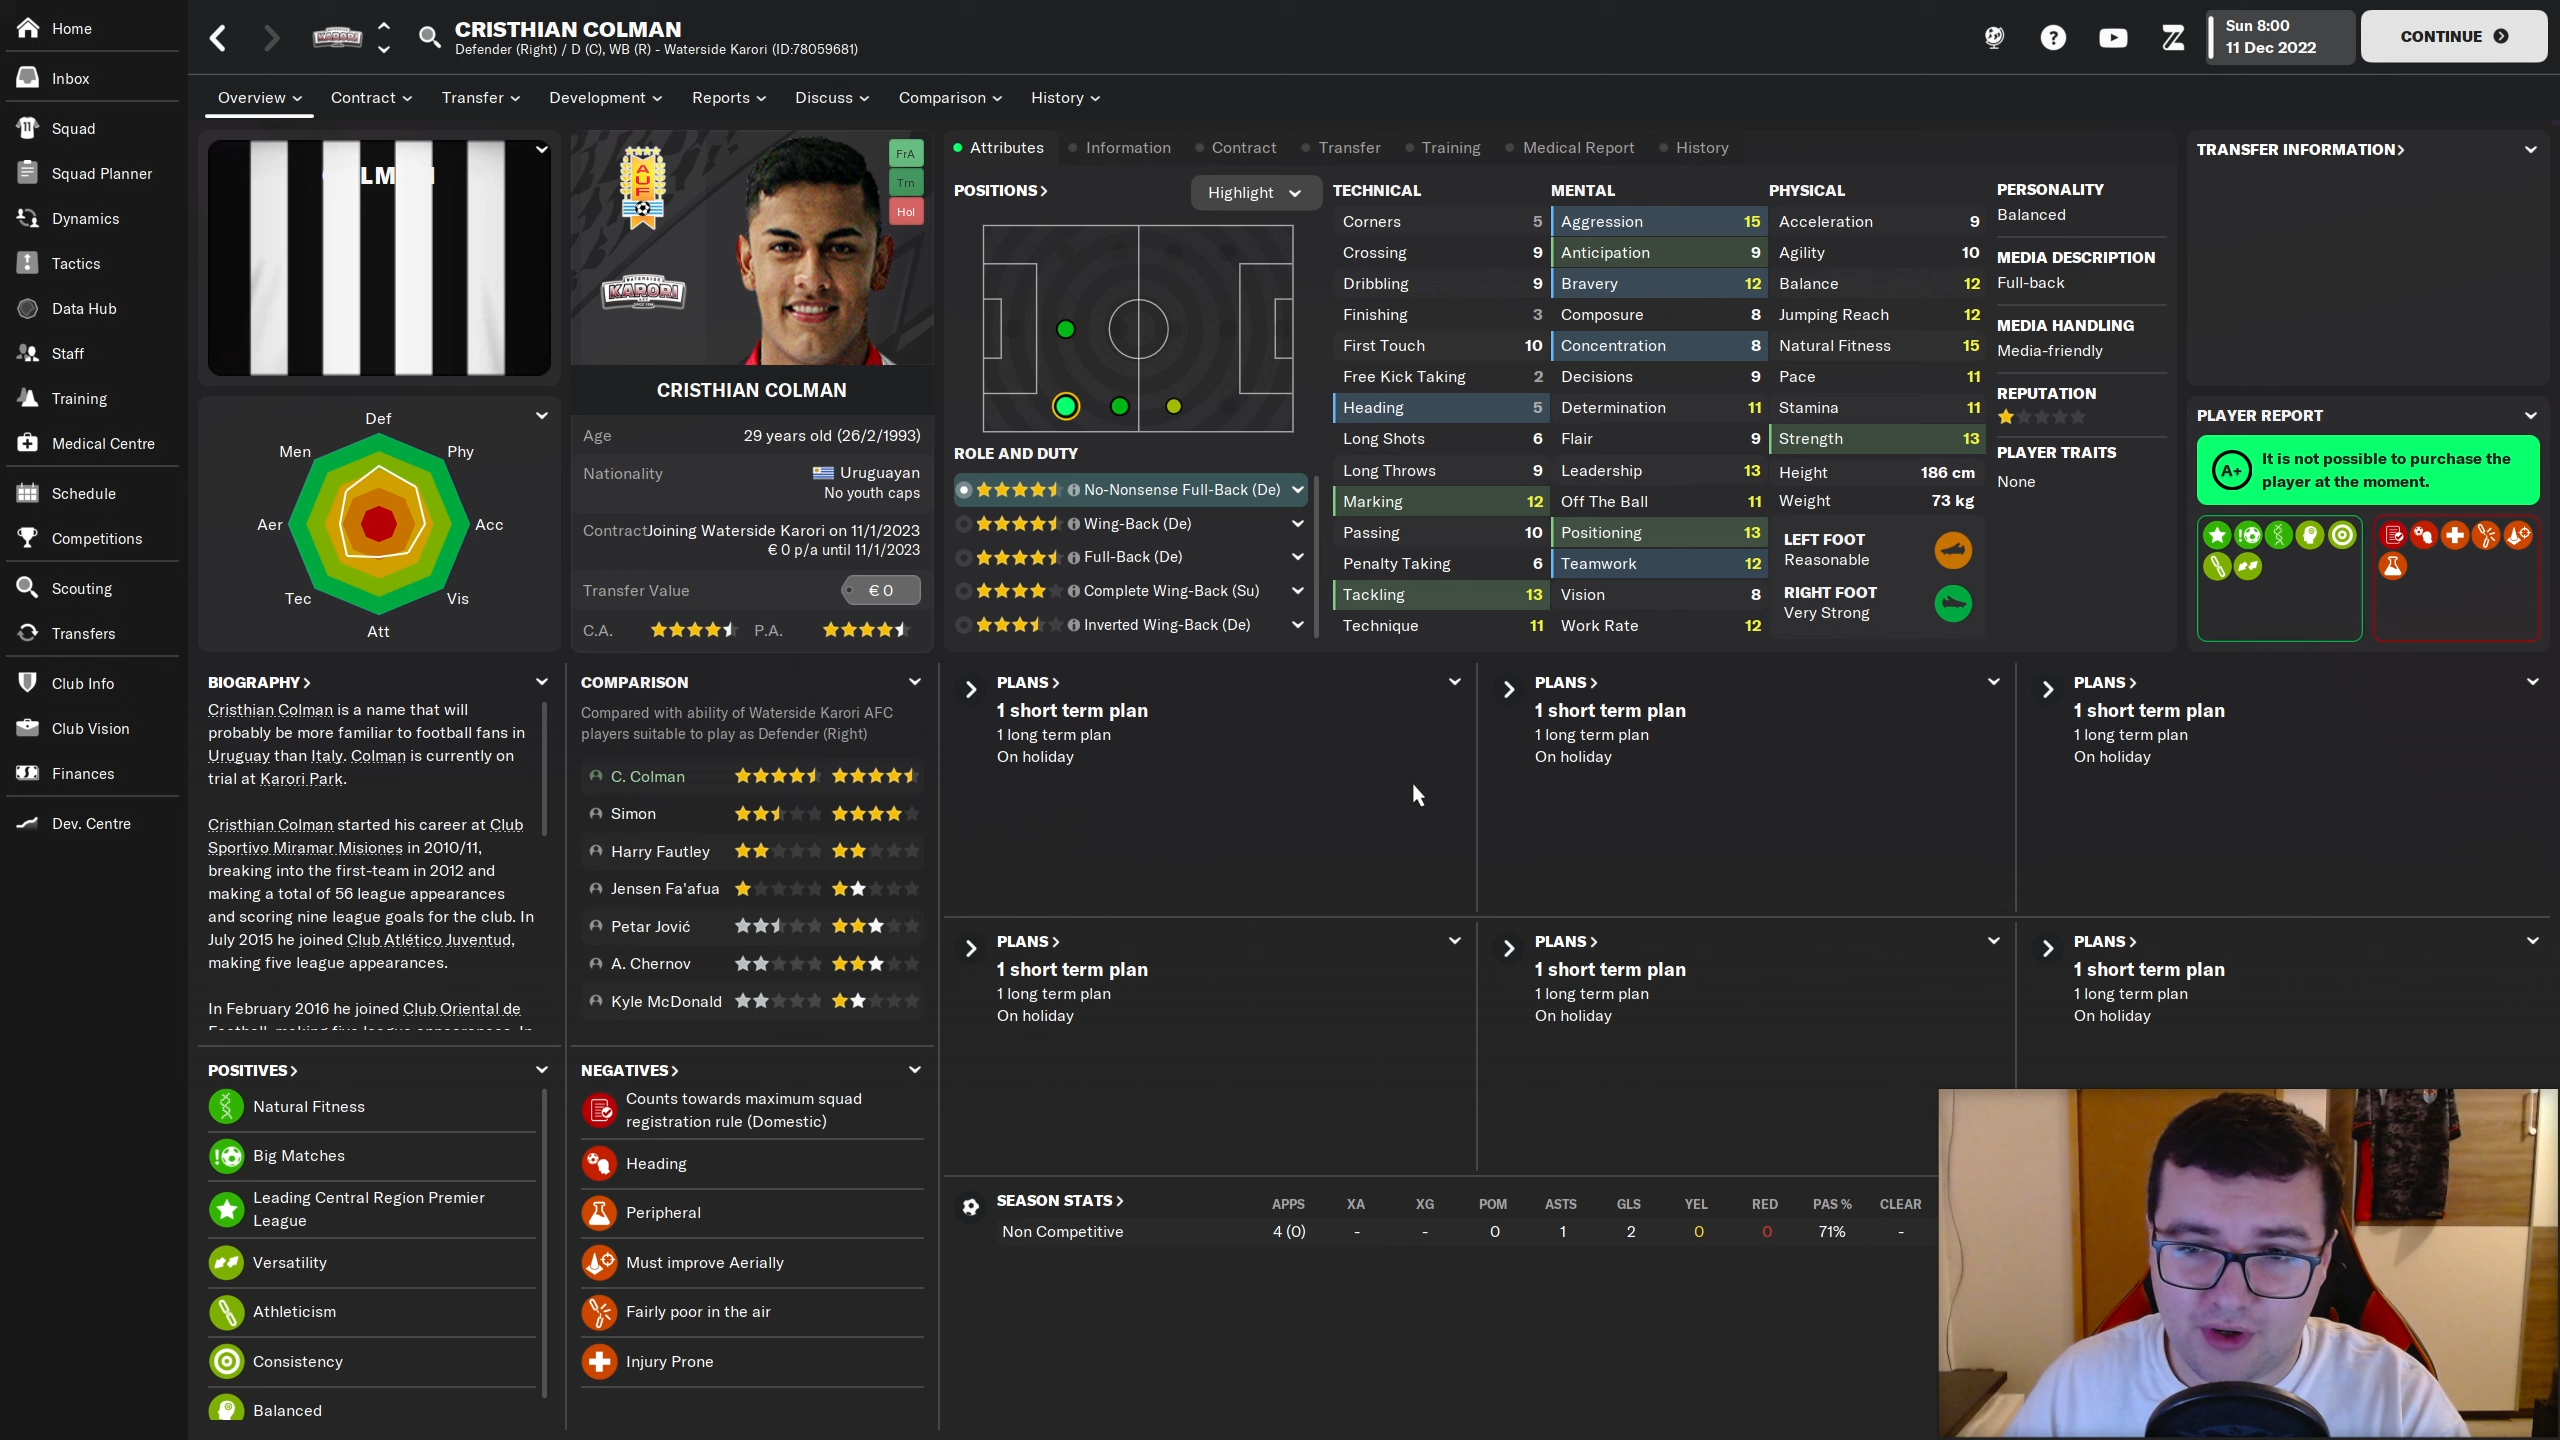 Home
Inbox
Squad
Squad Planner
Dynamics
Tactics
Data Hub
Staff
Training
Medical Centre
Schedule
Competitions
Scouting
Transfers
Club Info
Club Vision
Finances
Dev. Centre
CRISTHIAN COLMAN
Defender (Right) / D (C), WB (R) - Waterside Karori (ID:78059681)
Sun 8:00
11 Dec 2022
CONTINUE
Overview Contract Transfer Development Reports Discuss Comparison History
Def
Phy
Acc
Vis
Att
Tec
Aer
Men
AUF
KARORI
FrA
Trn
Hol
CRISTHIAN COLMAN
Age 29 years old (26/2/1993)
Nationality Uruguayan
No youth caps
Contract Joining Waterside Karori on 11/1/2023
€ 0 p/a until 11/1/2023
Transfer Value € 0
C.A. P.A.
Attributes Information Contract Transfer Training Medical Report History
POSITIONS
Highlight
ROLE AND DUTY
No-Nonsense Full-Back (De)
Wing-Back (De)
Full-Back (De)
Complete Wing-Back (Su)
Inverted Wing-Back (De)
TECHNICAL
Corners 5
Crossing 9
Dribbling 9
Finishing 3
First Touch 10
Free Kick Taking 2
Heading 5
Long Shots 6
Long Throws 9
Marking 12
Passing 10
Penalty Taking 6
Tackling 13
Technique 11
MENTAL
Aggression 15
Anticipation 9
Bravery 12
Composure 8
Concentration 8
Decisions 9
Determination 11
Flair 9
Leadership 13
Off The Ball 11
Positioning 13
Teamwork 12
Vision 8
Work Rate 12
PHYSICAL
Acceleration 9
Agility 10
Balance 12
Jumping Reach 12
Natural Fitness 15
Pace 11
Stamina 11
Strength 13
Height 186 cm
Weight 73 kg
LEFT FOOT
Reasonable
RIGHT FOOT
Very Strong
PERSONALITY
Balanced
MEDIA DESCRIPTION
Full-back
MEDIA HANDLING
Media-friendly
REPUTATION
PLAYER TRAITS
None
TRANSFER INFORMATION
PLAYER REPORT
A+
It is not possible to purchase the
player at the moment.
BIOGRAPHY
Cristhian Colman is a name that will
probably be more familiar to football fans in
Uruguay than Italy. Colman is currently on
trial at Karori Park.
Cristhian Colman started his career at Club
Sportivo Miramar Misiones in 2010/11,
breaking into the first-team in 2012 and
making a total of 56 league appearances
and scoring nine league goals for the club. In
July 2015 he joined Club Atlético Juventud,
making five league appearances.
In February 2016 he joined Club Oriental de
COMPARISON
Compared with ability of Waterside Karori AFC
players suitable to play as Defender (Right)
C. Colman
Simon
Harry Fautley
Jensen Fa'afua
Petar Jović
A. Chernov
Kyle McDonald
PLANS
1 short term plan
1 long term plan
On holiday
PLANS
1 short term plan
1 long term plan
On holiday
PLANS
1 short term plan
1 long term plan
On holiday
PLANS
1 short term plan
1 long term plan
On holiday
PLANS
1 short term plan
1 long term plan
On holiday
PLANS
1 short term plan
1 long term plan
On holiday
POSITIVES
Natural Fitness
Big Matches
Leading Central Region Premier
League
Versatility
Athleticism
Consistency
Balanced
NEGATIVES
Counts towards maximum squad
registration rule (Domestic)
Heading
Peripheral
Must improve Aerially
Fairly poor in the air
Injury Prone
SEASON STATS APPS XA XG POM ASTS GLS YEL RED PAS % CLEAR
Non Competitive 4 (0) - - 0 1 2 0 0 71% -